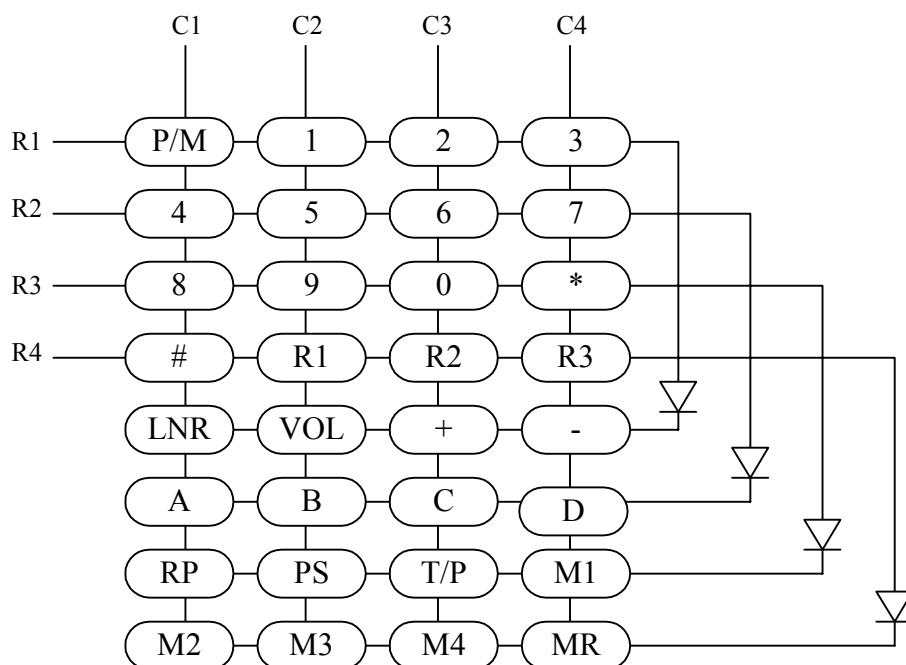 C1 C2 C3 C4
R1 P/M 1 2 3
R2 4 5 6 7
R3 8 9 0 *
R4 # R1 R2 R3
LNR VOL + -
A B C D
RP PS T/P M1
M2 M3 M4 MR